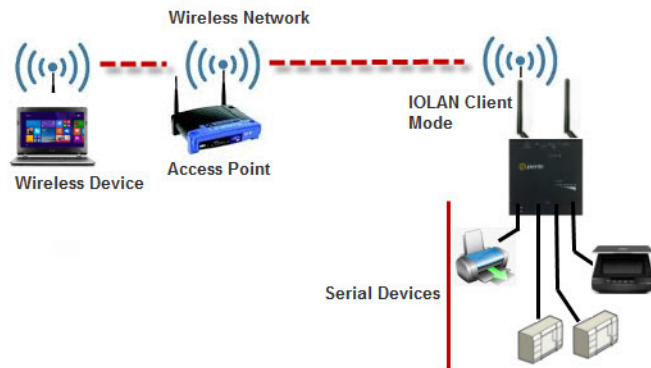 Wireless Network
IOLAN Client
Mode
Access Point
Wireless Device
Serial Devices